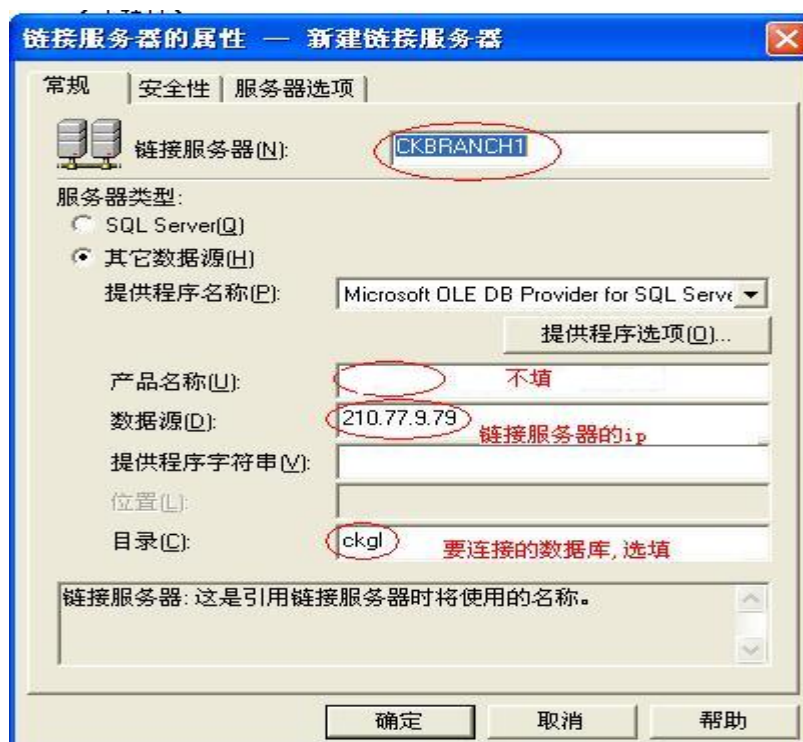 链接服务器的属性 — 新建链接服务器
常规 安全性 服务器选项
链接服务器(N): CKBRANCH1
服务器类型:
SQL Server(Q)
其它数据源(H)
提供程序名称(P): Microsoft OLE DB Provider for SQL Serve
提供程序选项(O)...
产品名称(U): 不填
数据源(D): 210.77.9.79 链接服务器的ip
提供程序字符串(V):
位置(L):
目录(C): ckgl 要连接的数据库,选填
链接服务器:这是引用链接服务器时将使用的名称。
确定 取消 帮助